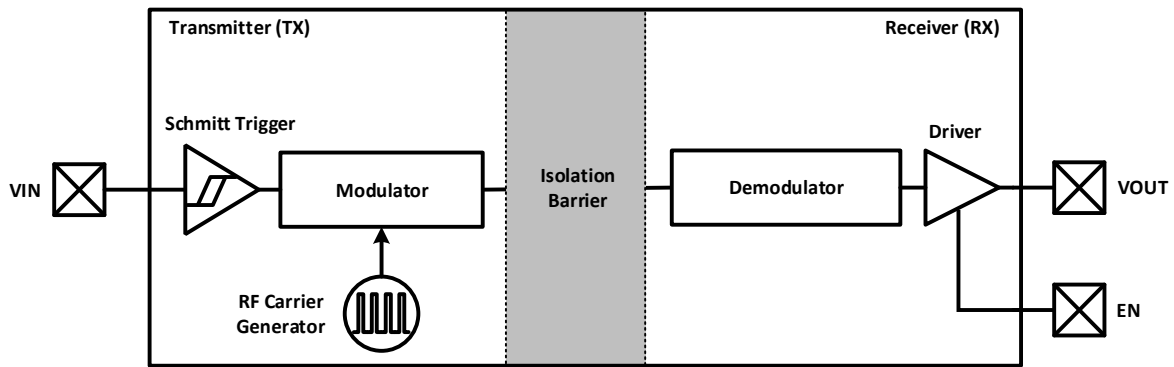 Transmitter (TX)
Receiver (RX)
Schmitt Trigger
Driver
VIN
Modulator
Isolation
Barrier
Demodulator
VOUT
RF Carrier
Generator
EN